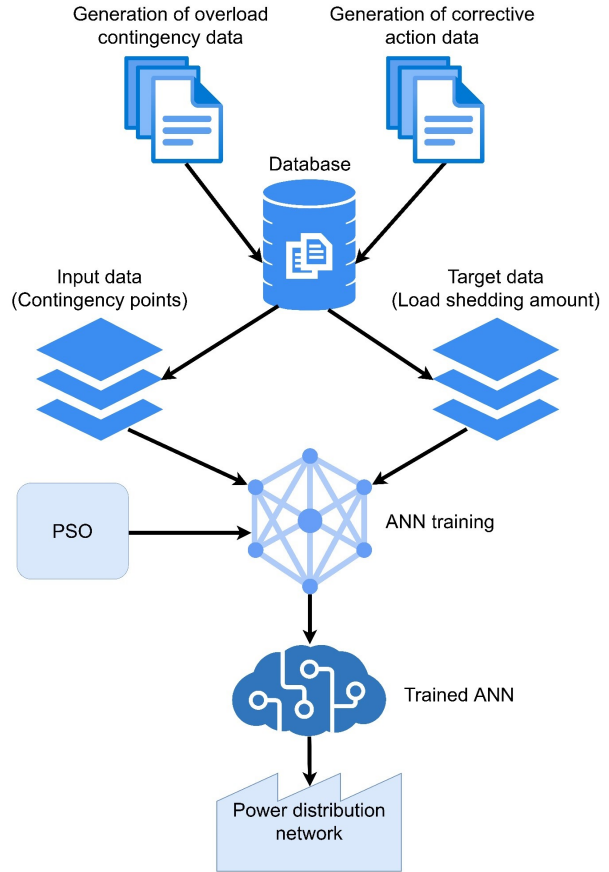 Generation of overload
contingency data
Generation of corrective
action data
Database
Input data
(Contingency points)
Target data
(Load shedding amount)
PSO
ANN training
Trained ANN
Power distribution
network